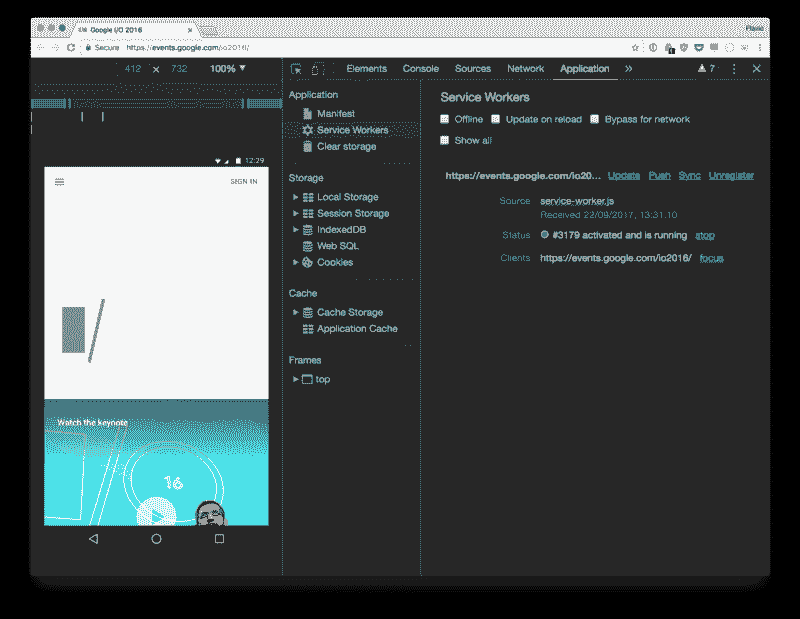 Google I/O 2016
Flavio
Secure https://events.google.com/io2016/
412 × 732 100% ▼
Elements Console Sources Network Application » 7
12:29
SIGN IN
Watch the keynote
16
Application
Manifest
Service Workers
Clear storage
Storage
Local Storage
Session Storage
IndexedDB
Web SQL
Cookies
Cache
Cache Storage
Application Cache
Frames
top
Service Workers
Offline Update on reload Bypass for network
Show all
https://events.google.com/io20... Update Push Sync Unregister
Source service-worker.js
Received 22/09/2017, 13:31:10
Status #3179 activated and is running stop
Clients https://events.google.com/io2016/ focus